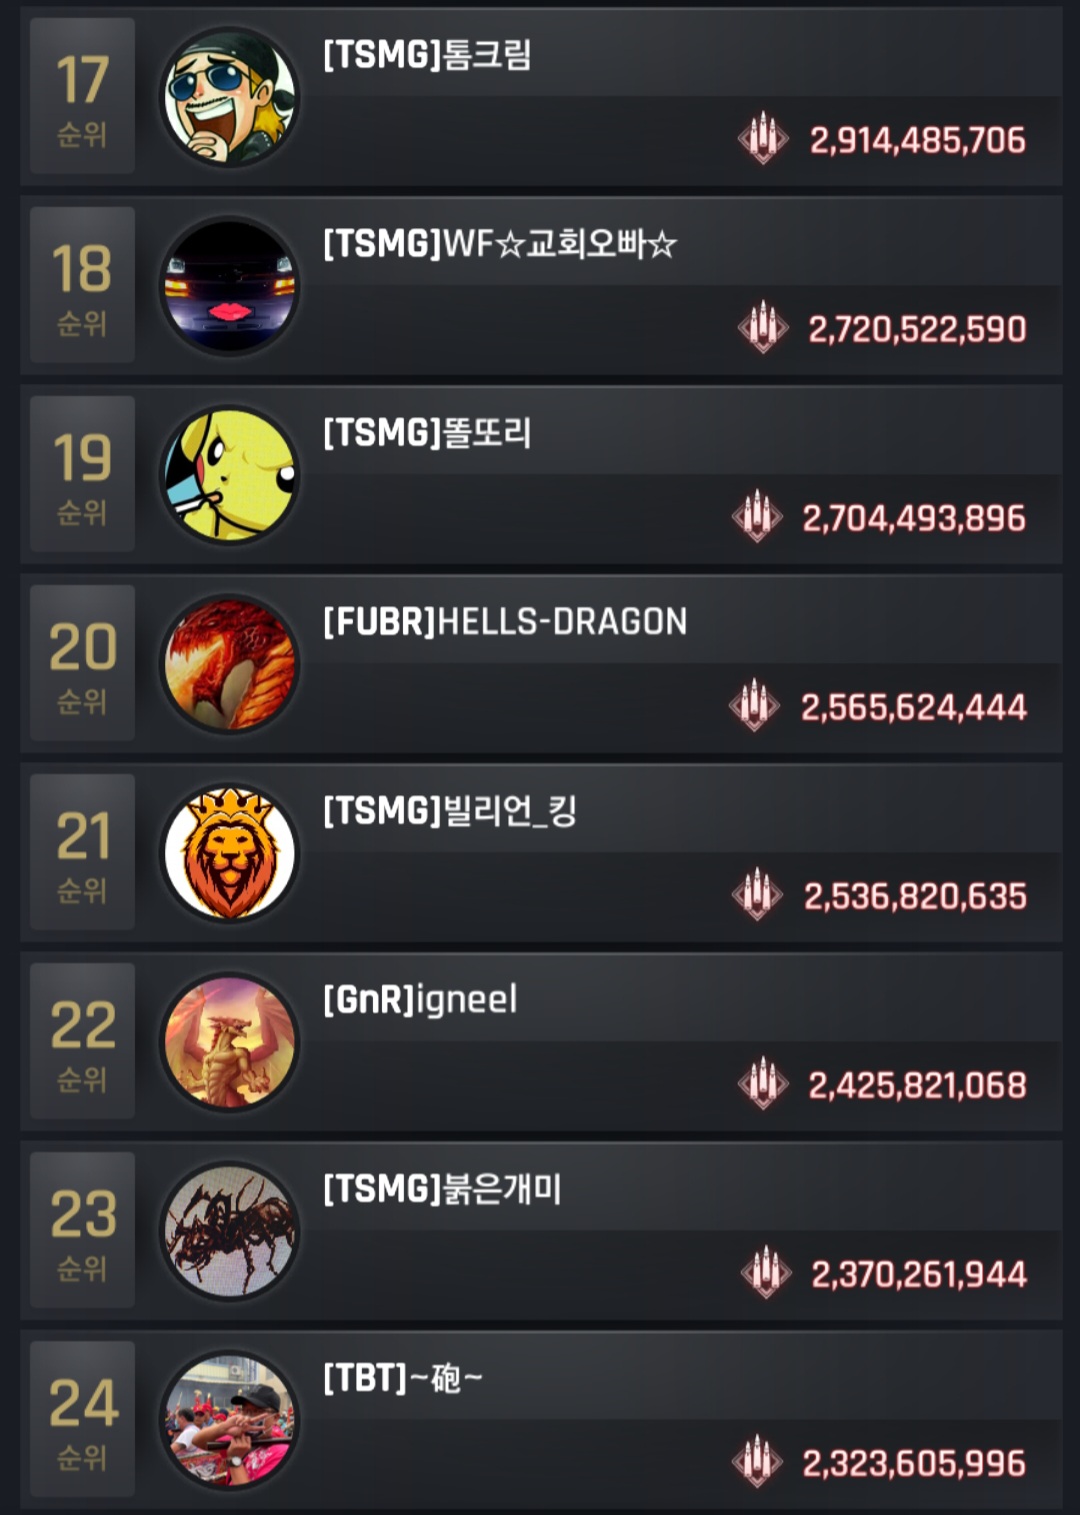 17
순위
[TSMG]톰크림
2,914,485,706
18
순위
[TSMG]WF☆교회오빠☆
2,720,522,590
19
순위
[TSMG]똘또리
2,704,493,896
20
순위
[FUBR]HELLS-DRAGON
2,565,624,444
21
순위
[TSMG]빌리언_킹
2,536,820,635
22
순위
[GnR]igneel
2,425,821,068
23
순위
[TSMG]붉은개미
2,370,261,944
24
순위
[TBT]~砲~
2,323,605,996